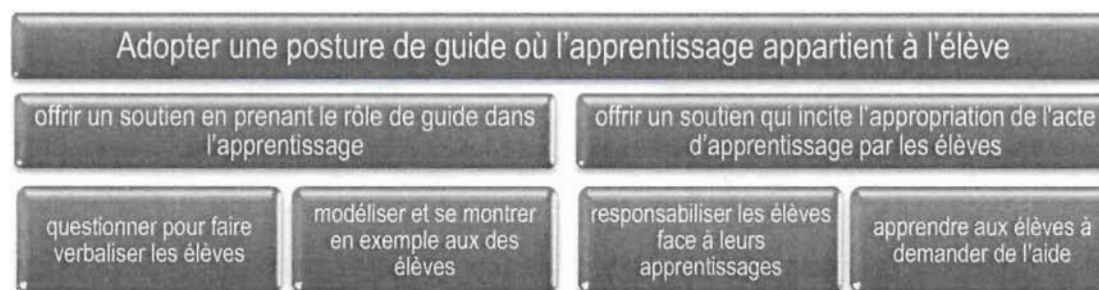 Adopter une posture de guide où l'apprentissage appartient à l'élève
offrir un soutien en prenant le rôle de guide dans
l'apprentissage
offrir un soutien qui incite l'appropriation de l'acte
d'apprentissage par les élèves
questionner pour faire
verbaliser les élèves
modéliser et se montrer
en exemple aux des
élèves
responsabiliser les élèves
face à leurs
apprentissages
apprendre aux élèves à
demander de l'aide